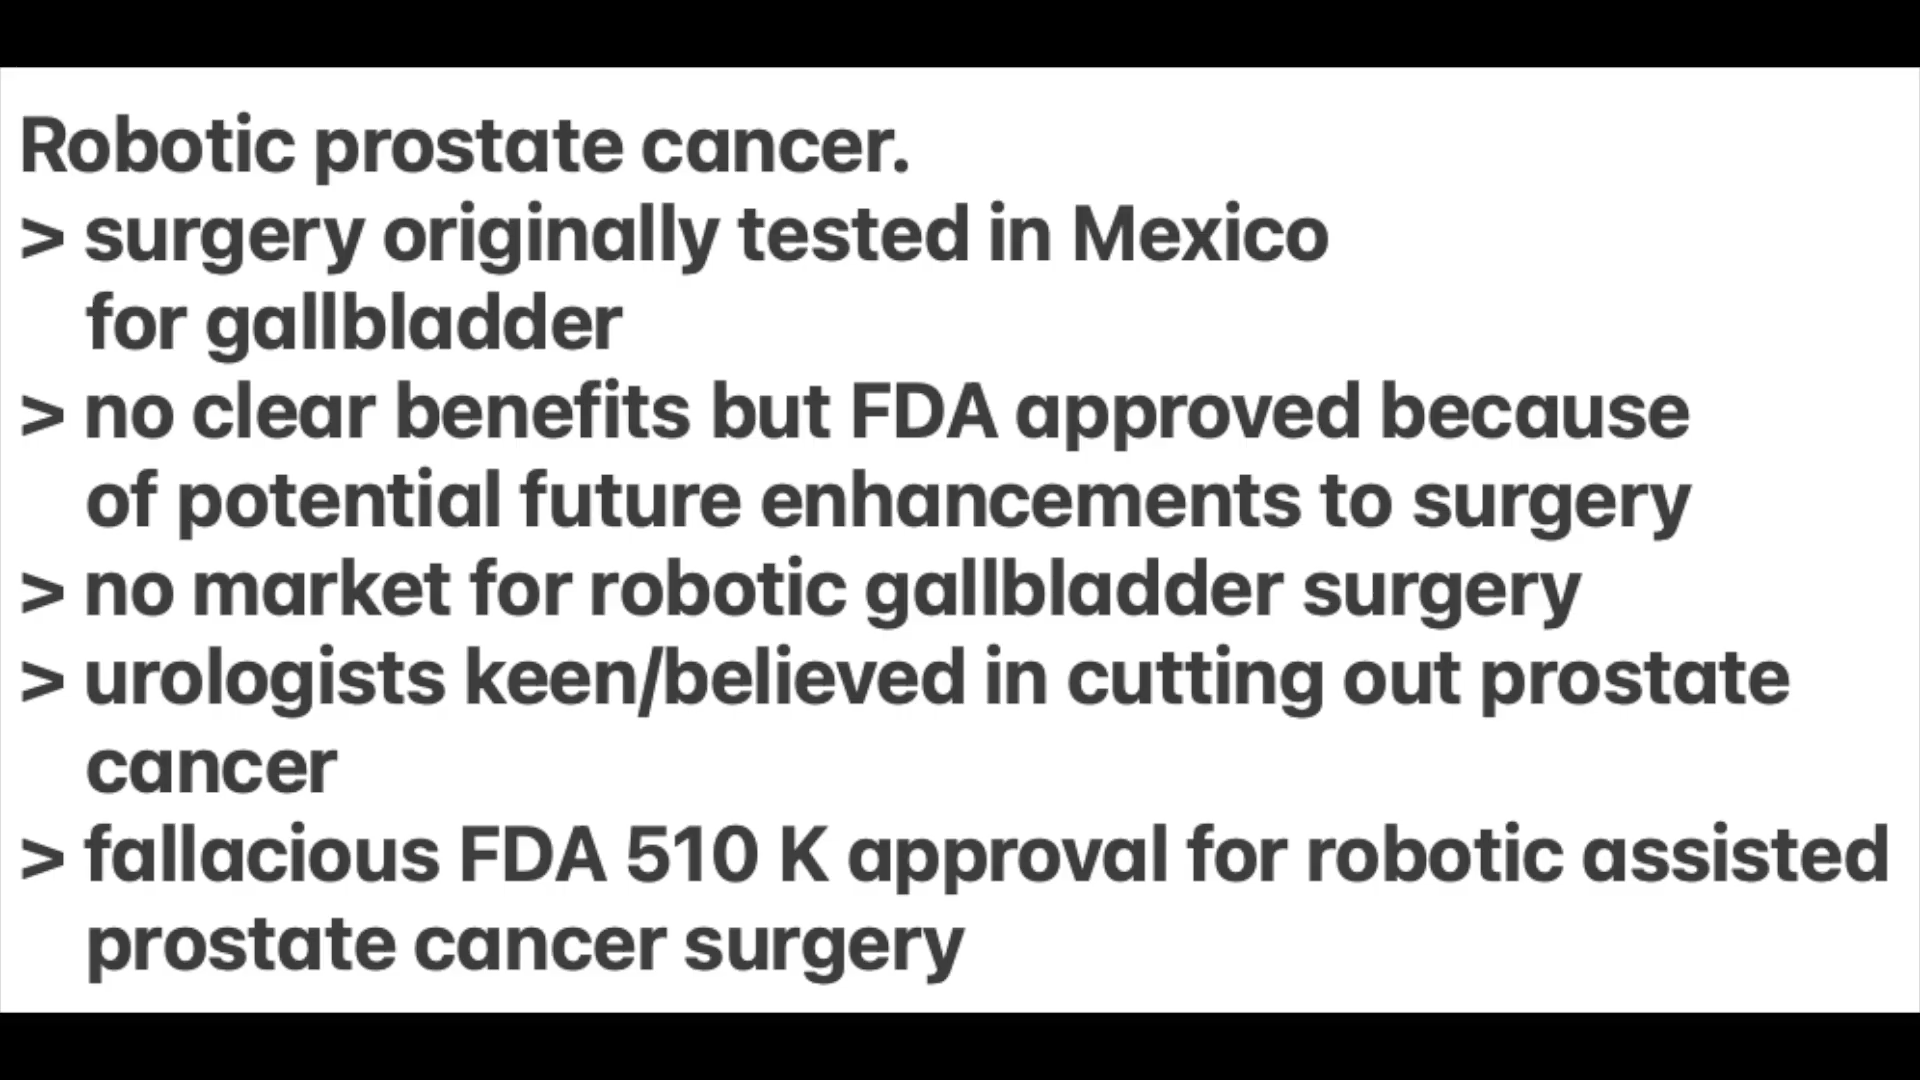 Robotic prostate cancer.
> surgery originally tested in Mexico
for gallbladder
> no clear benefits but FDA approved because
of potential future enhancements to surgery
> no market for robotic gallbladder surgery
> urologists keen/believed in cutting out prostate
cancer
> fallacious FDA 510 K approval for robotic assisted
prostate cancer surgery